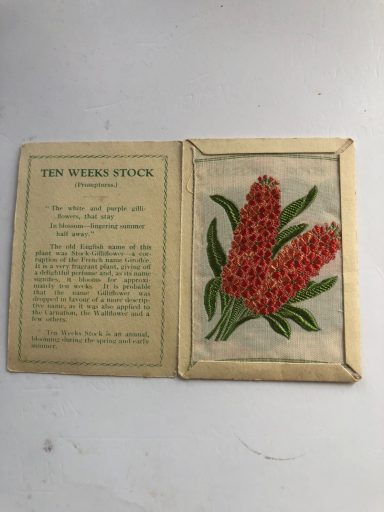 TEN WEEKS STOCK
(Promptness.)
"The white and purple gilli-
flowers, that stay
In blossom—lingering summer
half away."
The old English name of this
plant was Stock-Gilliflower—a cor-
ruption of the French name Giroflée.
It is a very fragrant plant, giving off
a delightful perfume and, as its name
signifies, it blooms for approxi-
mately ten weeks. It is probable
that the name Gilliflower was
dropped in favour of a more descrip-
tive name, as it was also applied to
the Carnation, the Wallflower and a
few others.
Ten Weeks Stock is an annual,
blooming during the spring and early
summer.